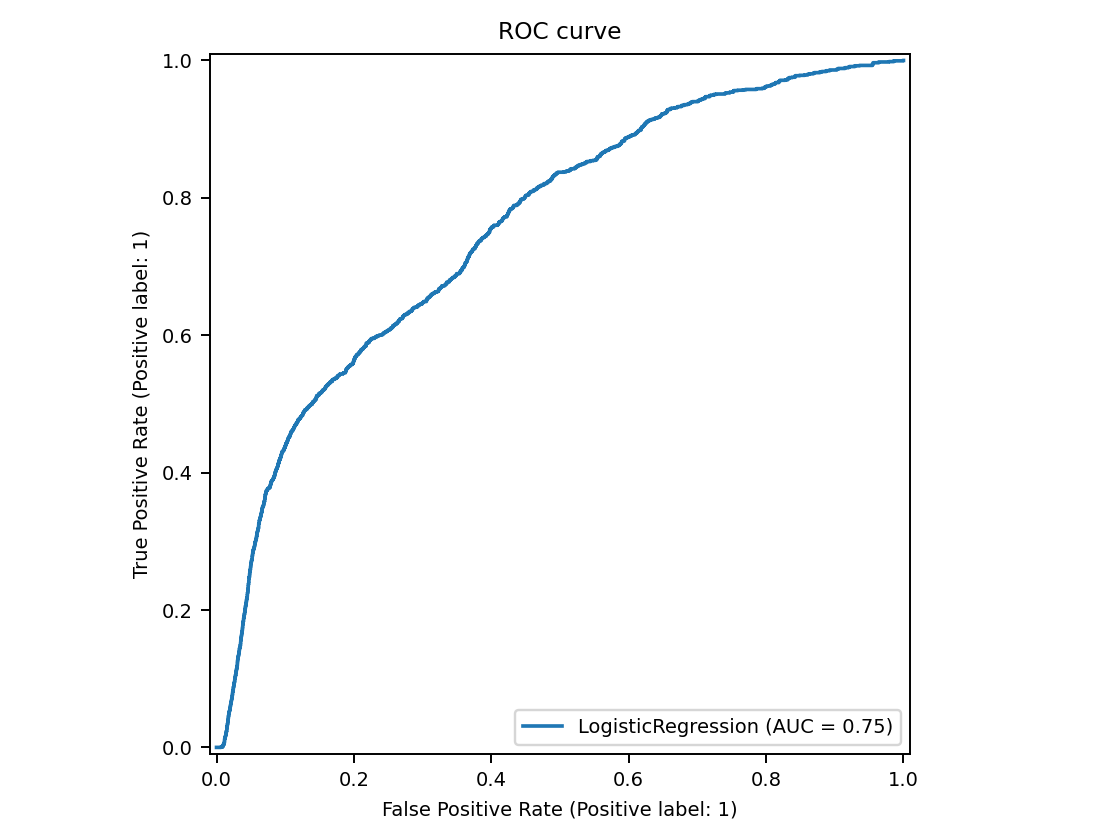 ROC curve
1.0
0.8
0.6
0.4
0.2
0.0
True Positive Rate (Positive label: 1)
LogisticRegression (AUC = 0.75)
0.0 0.2 0.4 0.6 0.8 1.0
False Positive Rate (Positive label: 1)